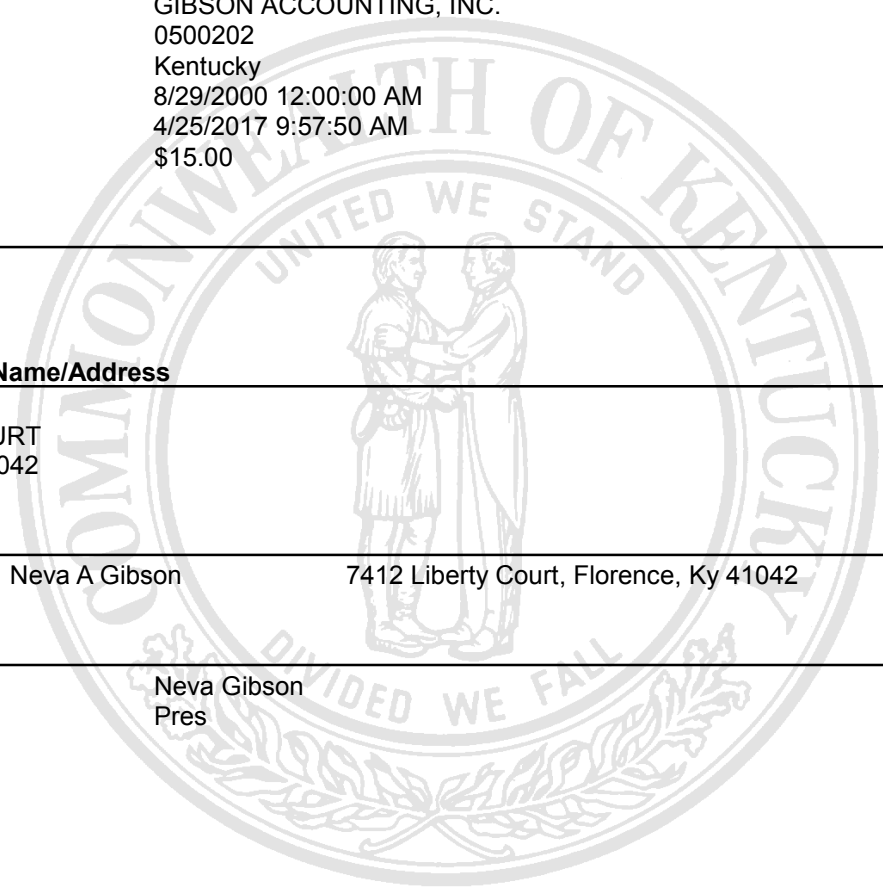 GIBSON ACCOUNTING, INC.
0500202
Kentucky
8/29/2000 12:00:00 AM
4/25/2017 9:57:50 AM
$15.00
COMMONWEALTH OF KENTUCKY
UNITED WE STAND
Name/Address
URT
042
Neva A Gibson 7412 Liberty Court, Florence, Ky 41042
DIVIDED WE FALL
Neva Gibson
Pres